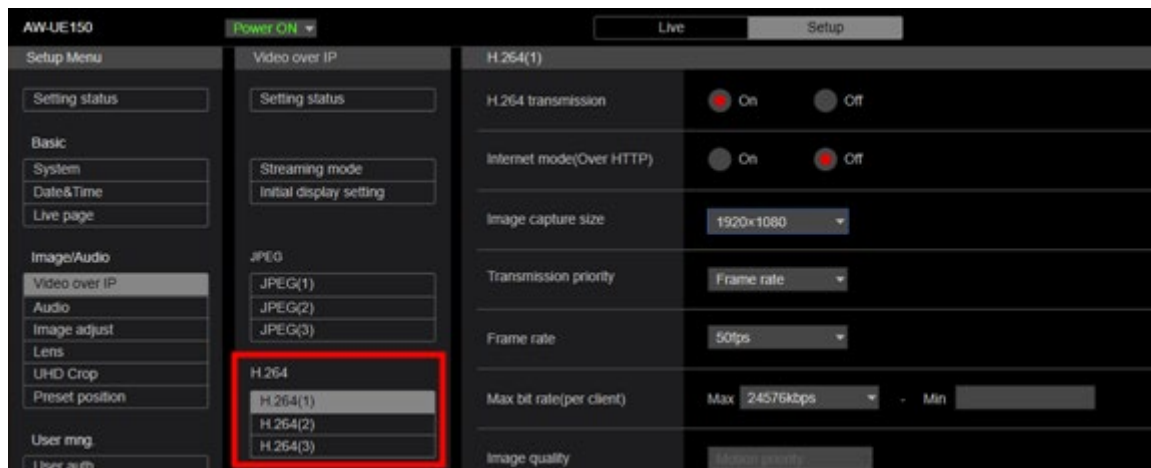 AW-UE150
Power ON
Live
Setup
Setup Menu
Setting status
Basic
System
Date&Time
Live page
Image/Audio
Video over IP
Audio
Image adjust
Lens
UHD Crop
Preset position
User mng.
User auth
Video over IP
Setting status
Streaming mode
Initial display setting
JPEG
JPEG(1)
JPEG(2)
JPEG(3)
H.264
H.264(1)
H.264(2)
H.264(3)
H.264(1)
H.264 transmission
On
Off
Internet mode(Over HTTP)
On
Off
Image capture size
1920×1080
Transmission priority
Frame rate
Frame rate
50fps
Max bit rate(per client)
Max 24576kbps - Min
Image quality
Motion priority